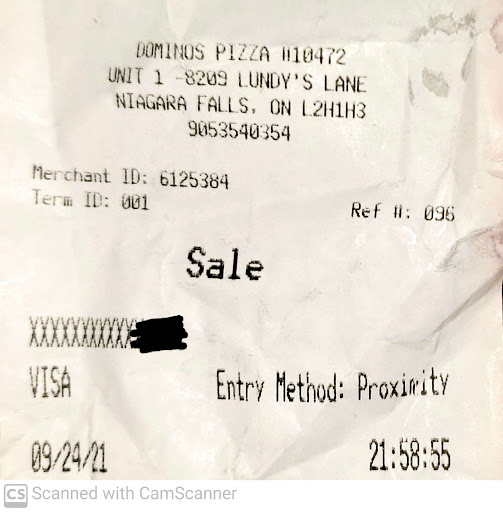 DOMINOS PIZZA #10472
UNIT 1 -8209 LUNDY'S LANE
NIAGARA FALLS, ON L2H1H3
9053540354
Merchant ID: 6125384
Term ID: 001
Ref #: 096
Sale
XXXXXXXXXXXX
VISA
Entry Method: Proximity
09/24/21
21:58:55
CS Scanned with CamScanner